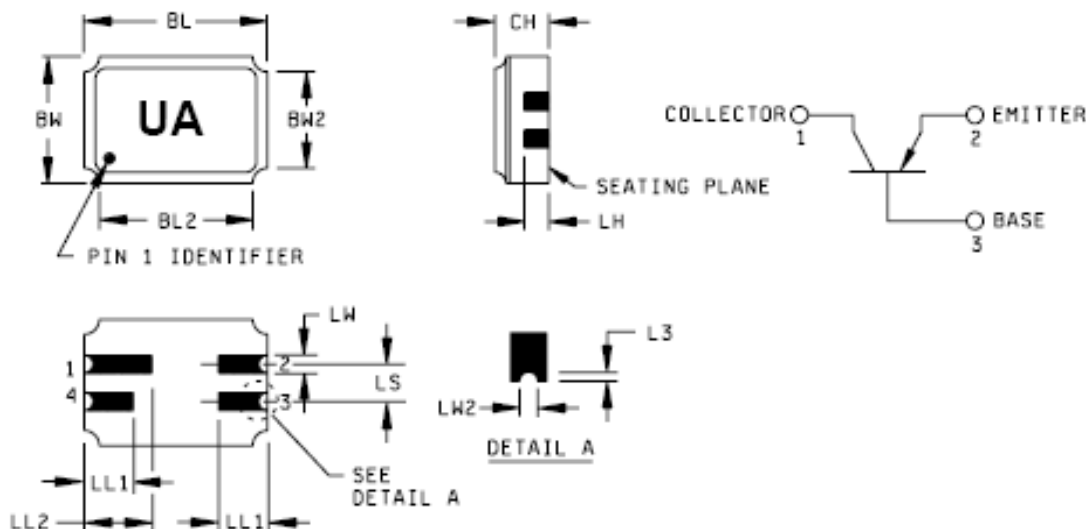 BL
CH
BW
UA
BW2
COLLECTOR
1
EMITTER
2
SEATING PLANE
BL2
LH
BASE
3
PIN 1 IDENTIFIER
LW
L3
1
2
LS
4
3
LW2
DETAIL A
LL1
SEE
DETAIL A
LL2
LL1